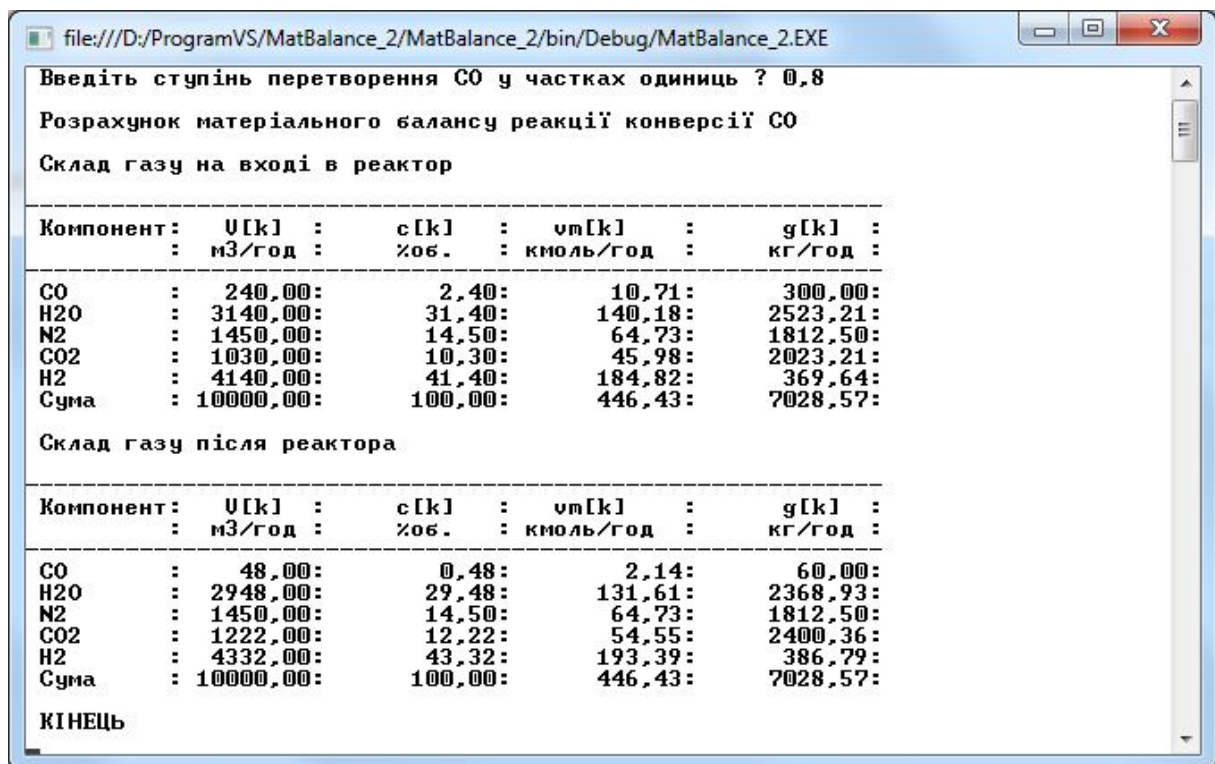 file:///D:/ProgramVS/MatBalance_2/MatBalance_2/bin/Debug/MatBalance_2.EXE
Введіть ступінь перетворення СО у частках одиниць ? 0,8
Розрахунок матеріального балансу реакції конверсії СО
Склад газу на вході в реактор
------------------------------------------------------------
Компонент: V[k] : c[k] : vm[k] : g[k] :
: м3/год : %об. : кмоль/год : кг/год :
------------------------------------------------------------
CO : 240,00: 2,40: 10,71: 300,00:
H2O : 3140,00: 31,40: 140,18: 2523,21:
N2 : 1450,00: 14,50: 64,73: 1812,50:
CO2 : 1030,00: 10,30: 45,98: 2023,21:
H2 : 4140,00: 41,40: 184,82: 369,64:
Сума : 10000,00: 100,00: 446,43: 7028,57:
Склад газу після реактора
------------------------------------------------------------
Компонент: V[k] : c[k] : vm[k] : g[k] :
: м3/год : %об. : кмоль/год : кг/год :
------------------------------------------------------------
CO : 48,00: 0,48: 2,14: 60,00:
H2O : 2948,00: 29,48: 131,61: 2368,93:
N2 : 1450,00: 14,50: 64,73: 1812,50:
CO2 : 1222,00: 12,22: 54,55: 2400,36:
H2 : 4332,00: 43,32: 193,39: 386,79:
Сума : 10000,00: 100,00: 446,43: 7028,57:
КІНЕЦЬ